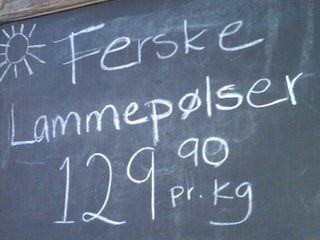 Ferske
Lammepølser
129 90
pr. kg